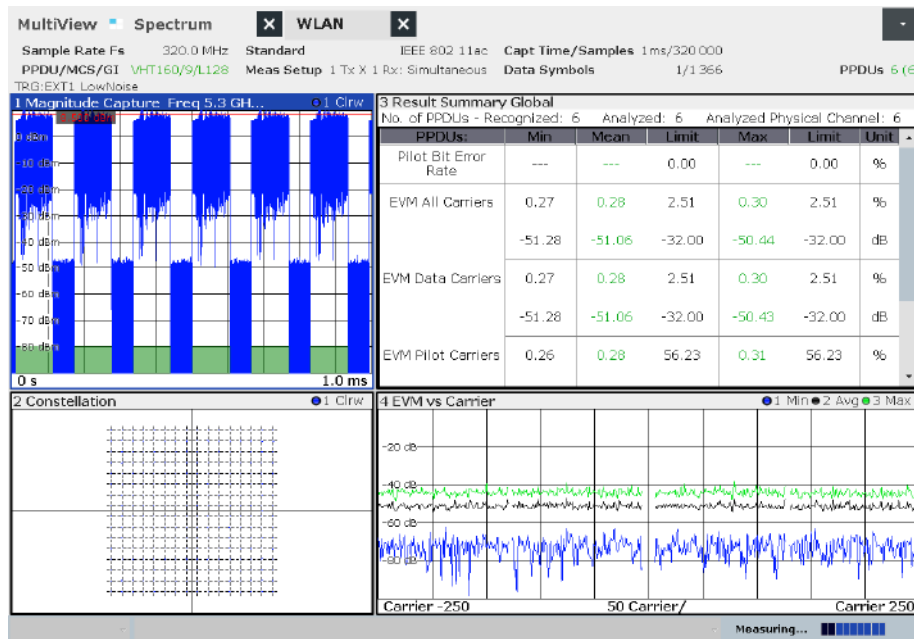 MultiView Spectrum WLAN
Sample Rate Fs 320.0 MHz Standard IEEE 802 11ac Capt Time/Samples 1ms/320 000
PPDU/MCS/GI VHT160/9/L128 Meas Setup 1 Tx X 1 Rx: Simultaneous Data Symbols 1/1 366 PPDUs 6 (6
TRG:EXT1 LowNoise
1 Magnitude Capture Freq 5.3 GH... 1 Clrw
0 dBm
-10 dBm
-20 dBm
-30 dBm
-40 dBm
-50 dBm
-60 dBm
-70 dBm
-80 dBm
0 s 1.0 ms
3 Result Summary Global
No. of PPDUs - Recognized: 6 Analyzed: 6 Analyzed Physical Channel: 6
PPDUs: Min Mean Limit Max Limit Unit
Pilot Bit Error
Rate --- --- 0.00 --- 0.00 %
EVM All Carriers 0.27 0.28 2.51 0.30 2.51 %
-51.28 -51.06 -32.00 -50.44 -32.00 dB
EVM Data Carriers 0.27 0.28 2.51 0.30 2.51 %
-51.28 -51.06 -32.00 -50.43 -32.00 dB
EVM Pilot Carriers 0.26 0.28 56.23 0.31 56.23 %
2 Constellation 1 Clrw
4 EVM vs Carrier 1 Min 2 Avg 3 Max
-20 dB
-40 dB
-60 dB
-80 dB
Carrier -250 50 Carrier/ Carrier 250
Measuring...